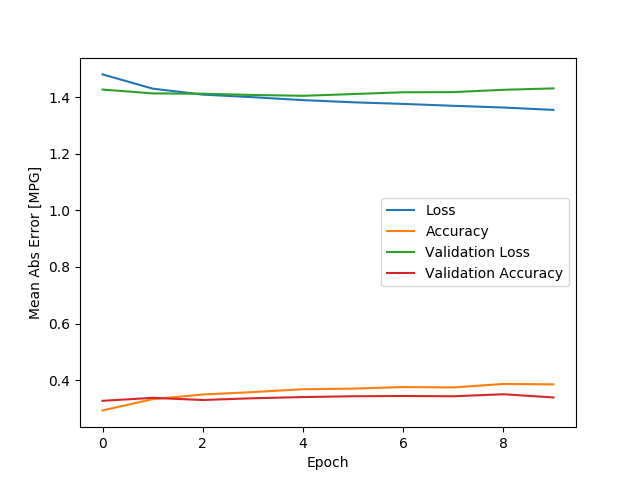 1.4
1.2
1.0
0.8
0.6
0.4
Mean Abs Error [MPG]
Loss
Accuracy
Validation Loss
Validation Accuracy
0 2 4 6 8
Epoch